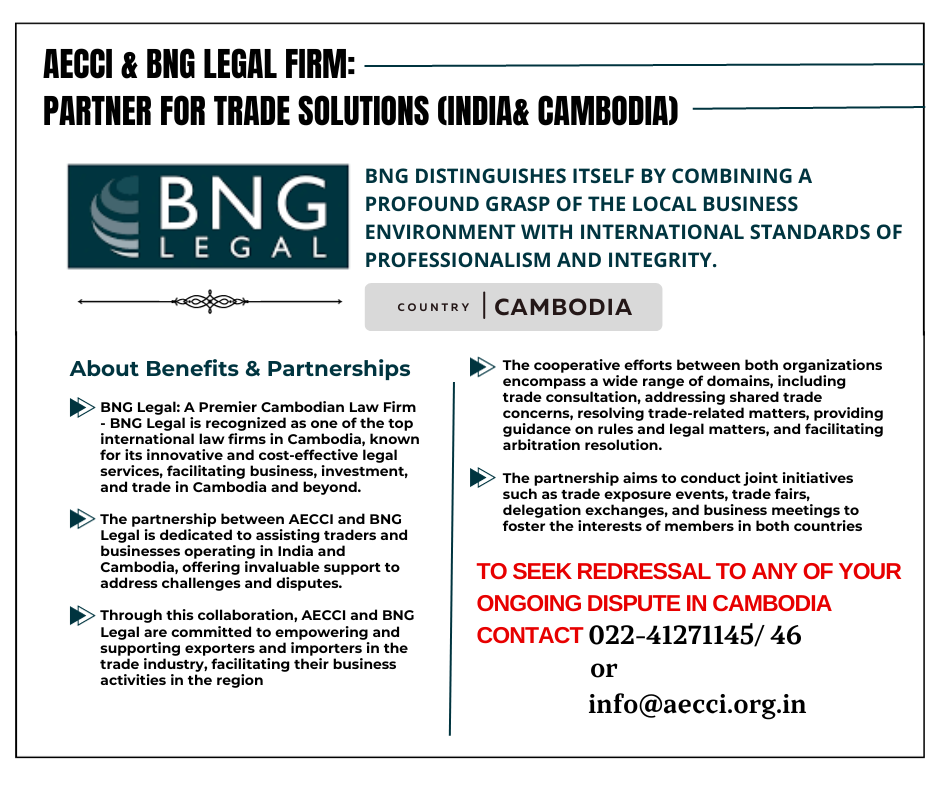 AECCI & BNG LEGAL FIRM:
PARTNER FOR TRADE SOLUTIONS (INDIA& CAMBODIA)
BNG
LEGAL
BNG DISTINGUISHES ITSELF BY COMBINING A
PROFOUND GRASP OF THE LOCAL BUSINESS
ENVIRONMENT WITH INTERNATIONAL STANDARDS OF
PROFESSIONALISM AND INTEGRITY.
COUNTRY | CAMBODIA
About Benefits & Partnerships
BNG Legal: A Premier Cambodian Law Firm
- BNG Legal is recognized as one of the top
international law firms in Cambodia, known
for its innovative and cost-effective legal
services, facilitating business, investment,
and trade in Cambodia and beyond.
The partnership between AECCI and BNG
Legal is dedicated to assisting traders and
businesses operating in India and
Cambodia, offering invaluable support to
address challenges and disputes.
Through this collaboration, AECCI and BNG
Legal are committed to empowering and
supporting exporters and importers in the
trade industry, facilitating their business
activities in the region
The cooperative efforts between both organizations
encompass a wide range of domains, including
trade consultation, addressing shared trade
concerns, resolving trade-related matters, providing
guidance on rules and legal matters, and facilitating
arbitration resolution.
The partnership aims to conduct joint initiatives
such as trade exposure events, trade fairs,
delegation exchanges, and business meetings to
foster the interests of members in both countries
TO SEEK REDRESSAL TO ANY OF YOUR
ONGOING DISPUTE IN CAMBODIA
CONTACT 022-41271145/ 46
or
info@aecci.org.in